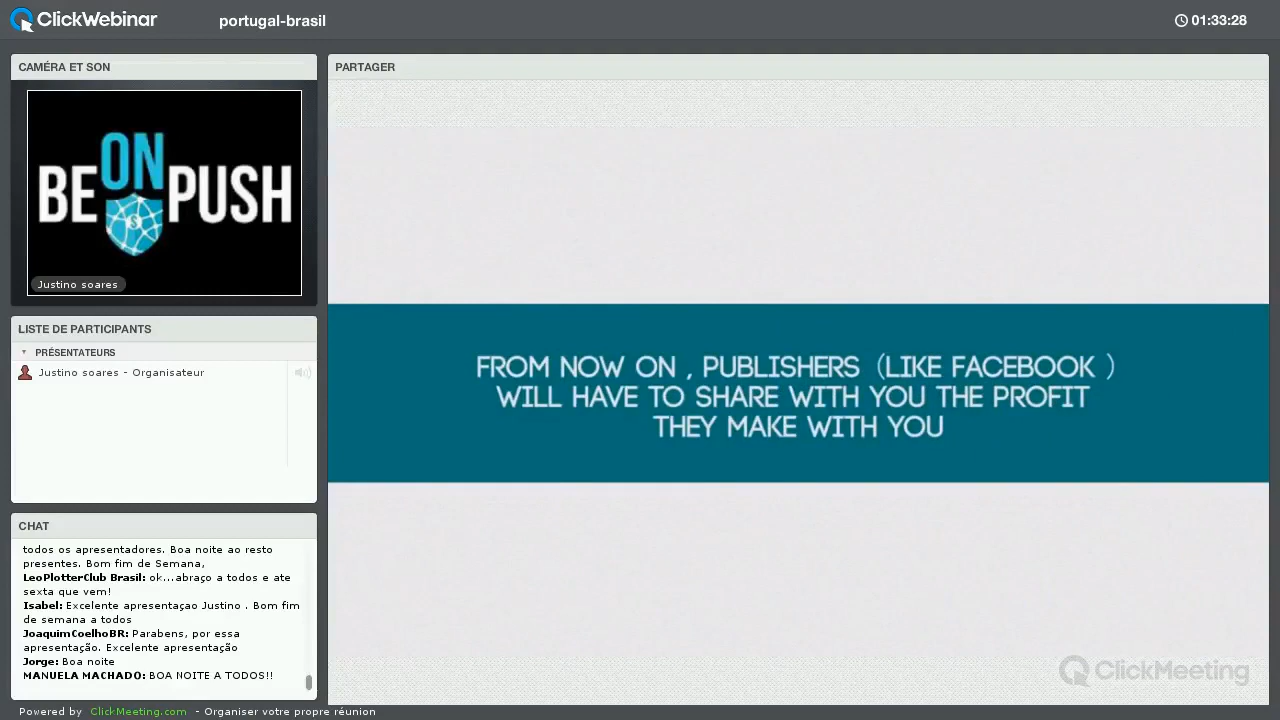 ClickWebinar
portugal-brasil
01:33:28
CAMÉRA ET SON
BE ON PUSH
$
Justino soares
LISTE DE PARTICIPANTS
PRÉSENTATEURS
Justino soares - Organisateur
CHAT
todos os apresentadores. Boa noite ao resto
presentes. Bom fim de Semana,
LeoPlotterClub Brasil: ok...abraço a todos e ate
sexta que vem!
Isabel: Excelente apresentaçao Justino . Bom fim
de semana a todos
JoaquimCoelhoBR: Parabens, por essa
apresentação. Excelente apresentação
Jorge: Boa noite
MANUELA MACHADO: BOA NOITE A TODOS!!
PARTAGER
FROM NOW ON , PUBLISHERS (LIKE FACEBOOK )
WILL HAVE TO SHARE WITH YOU THE PROFIT
THEY MAKE WITH YOU
ClickMeeting
Powered by ClickMeeting.com - Organiser votre propre réunion